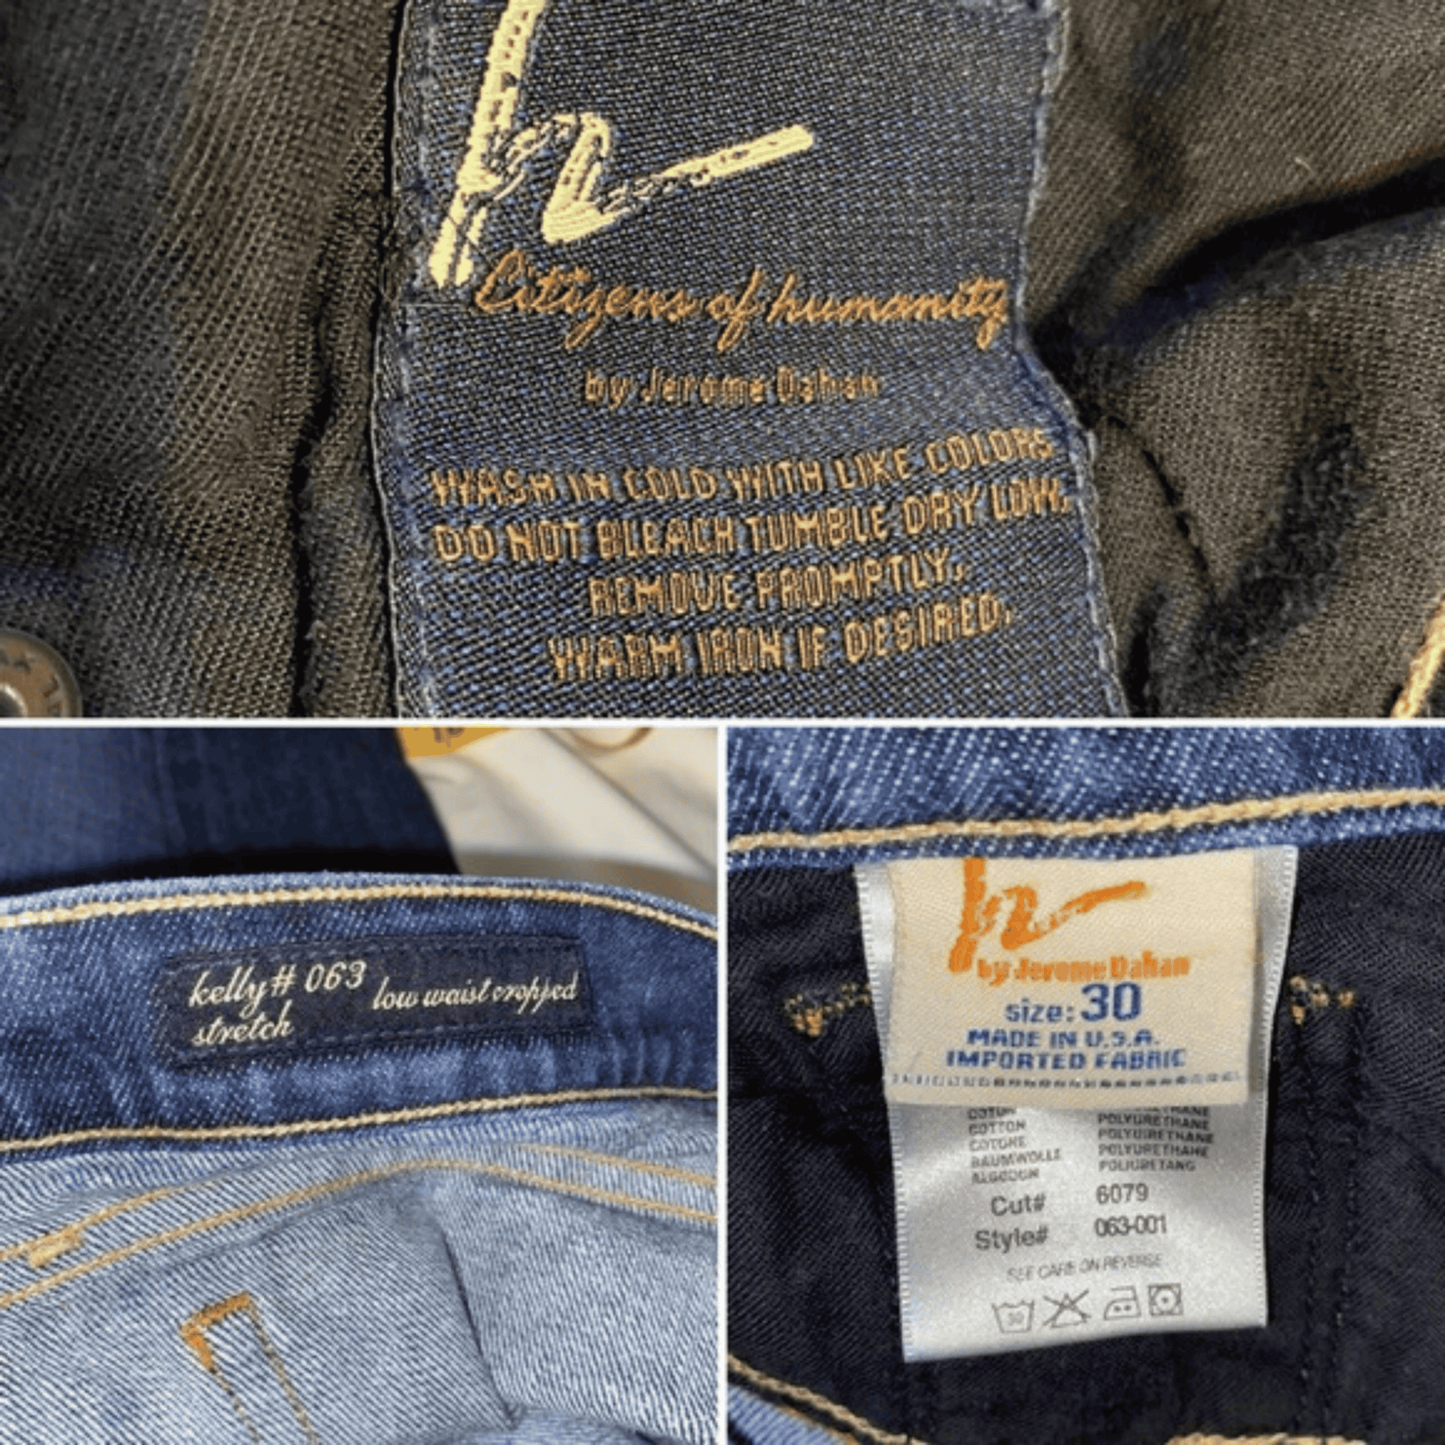 Citizens of humanity
by Jerome Dahan
WASH IN COLD WITH LIKE COLORS
DO NOT BLEACH TUMBLE DRY LOW,
REMOVE PROMPTLY,
WARM IRON IF DESIRED,
kelly# 063 low waist cropped
stretch
by Jerome Dahan
size: 30
MADE IN U.S.A.
IMPORTED FABRIC
COTTON POLYURETHANE
COTONE POLYURETHANE
BAUMWOLLE POLYURETHANE
ALGODON POLIURETANO
Cut# 6079
Style# 063-001
SEE CARE ON REVERSE
30